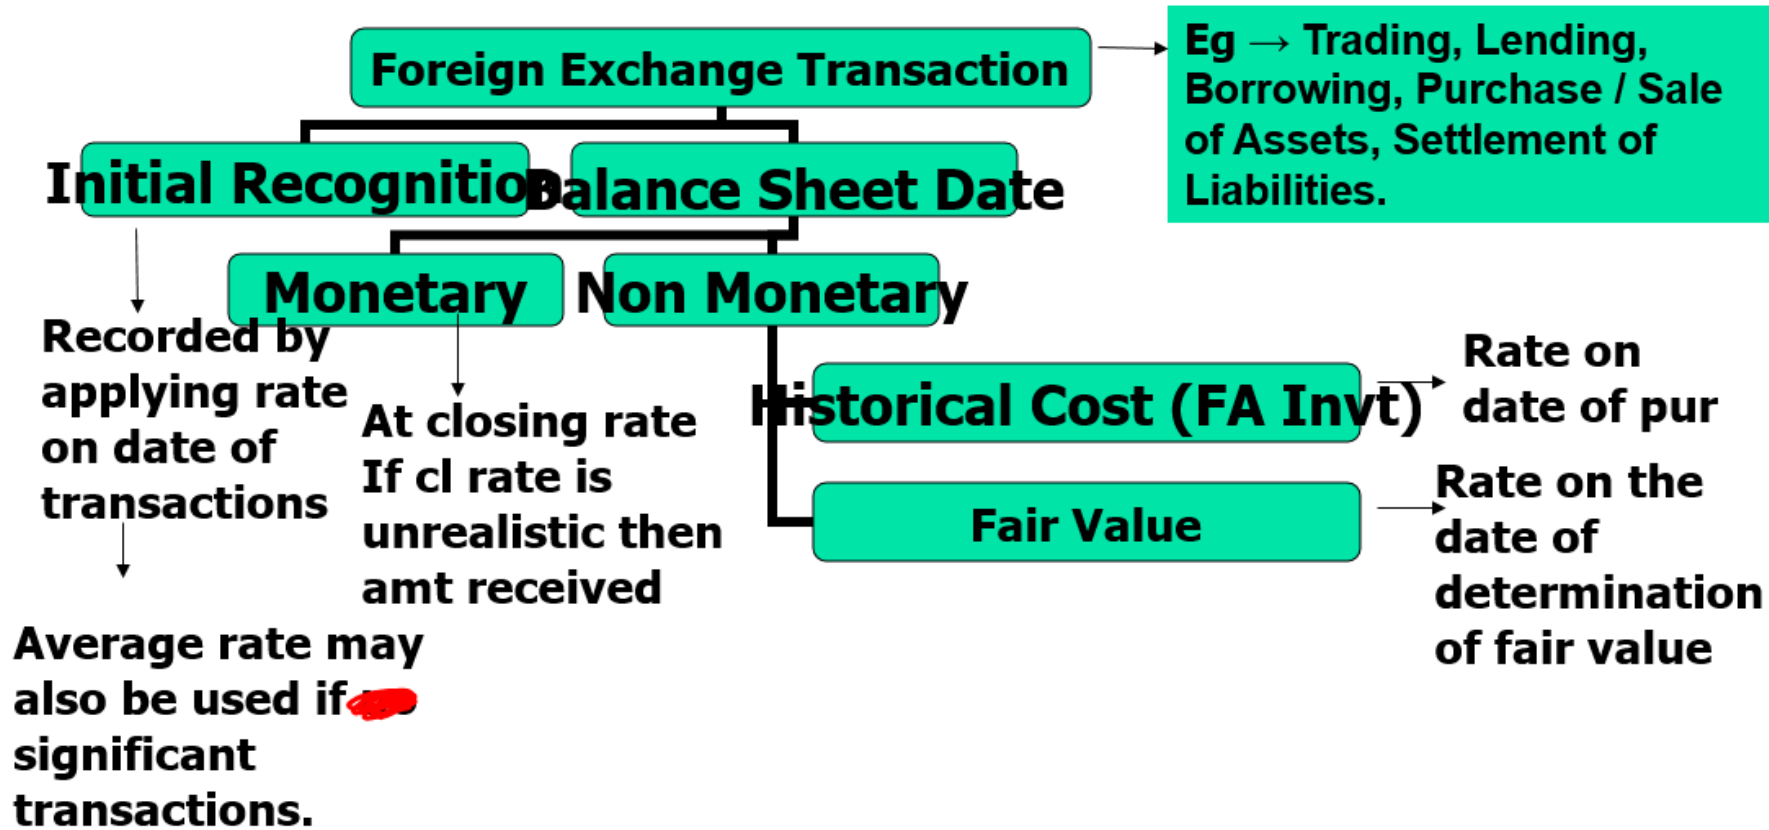 Foreign Exchange Transaction
Eg → Trading, Lending,
Borrowing, Purchase / Sale
of Assets, Settlement of
Liabilities.
Initial Recognition
Balance Sheet Date
Monetary
Non Monetary
Recorded by
applying rate
on date of
transactions
At closing rate
If cl rate is
unrealistic then
amt received
Historical Cost (FA Invt)
Rate on
date of pur
Fair Value
Rate on the
date of
determination
of fair value
Average rate may
also be used if
significant
transactions.